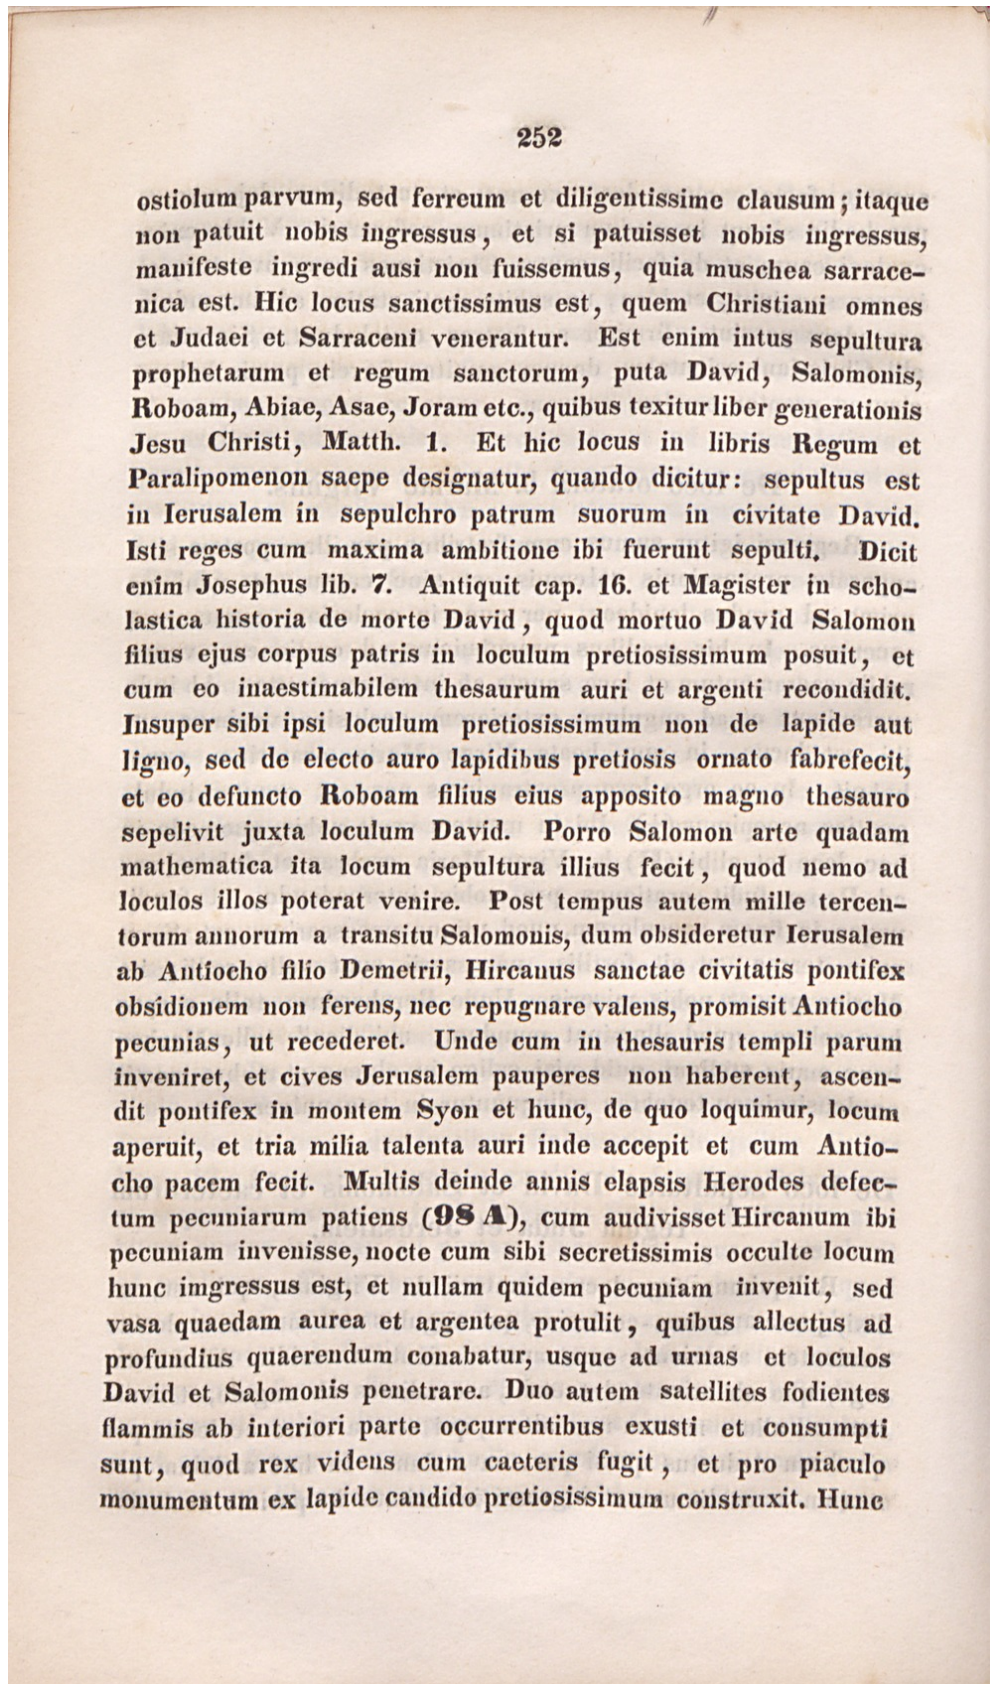 252
ostiolum parvum, sed ferreum et diligentissime clausum; itaque
non patuit nobis ingressus, et si patuisset nobis ingressus,
manifeste ingredi ausi non fuissemus, quia muschea sarrace-
nica est. Hic locus sanctissimus est, quem Christiani omnes
et Judaei et Sarraceni venerantur. Est enim intus sepultura
prophetarum et regum sanctorum, puta David, Salomonis,
Roboam, Abiae, Asae, Joram etc., quibus texitur liber generationis
Jesu Christi, Matth. 1. Et hic locus in libris Regum et
Paralipomenon saepe designatur, quando dicitur: sepultus est
in Ierusalem in sepulchro patrum suorum in civitate David.
Isti reges cum maxima ambitione ibi fuerunt sepulti. Dicit
enim Josephus lib. 7. Antiquit cap. 16. et Magister in scho-
lastica historia de morte David, quod mortuo David Salomon
filius ejus corpus patris in loculum pretiosissimum posuit, et
cum eo inaestimabilem thesaurum auri et argenti recondidit.
Insuper sibi ipsi loculum pretiosissimum non de lapide aut
ligno, sed de electo auro lapidibus pretiosis ornato fabrefecit,
et eo defuncto Roboam filius eius apposito magno thesauro
sepelivit juxta loculum David. Porro Salomon arte quadam
mathematica ita locum sepultura illius fecit, quod nemo ad
loculos illos poterat venire. Post tempus autem mille tercen-
torum annorum a transitu Salomonis, dum obsideretur Ierusalem
ab Antiocho filio Demetrii, Hircanus sanctae civitatis pontifex
obsidionem non ferens, nec repugnare valens, promisit Antiocho
pecunias, ut recederet. Unde cum in thesauris templi parum
inveniret, et cives Jerusalem pauperes non haberent, ascen-
dit pontifex in montem Syon et hunc, de quo loquimur, locum
aperuit, et tria milia talenta auri inde accepit et cum Antio-
cho pacem fecit. Multis deinde annis elapsis Herodes defec-
tum pecuniarum patiens (98 A), cum audivisset Hircanum ibi
pecuniam invenisse, nocte cum sibi secretissimis occulte locum
hunc imgressus est, et nullam quidem pecuniam invenit, sed
vasa quaedam aurea et argentea protulit, quibus allectus ad
profundius quaerendum conabatur, usque ad urnas et loculos
David et Salomonis penetrare. Duo autem satellites fodientes
flammis ab interiori parte occurrentibus exusti et consumpti
sunt, quod rex videns cum caeteris fugit, et pro piaculo
monumentum ex lapide candido pretiosissimum construxit. Hunc